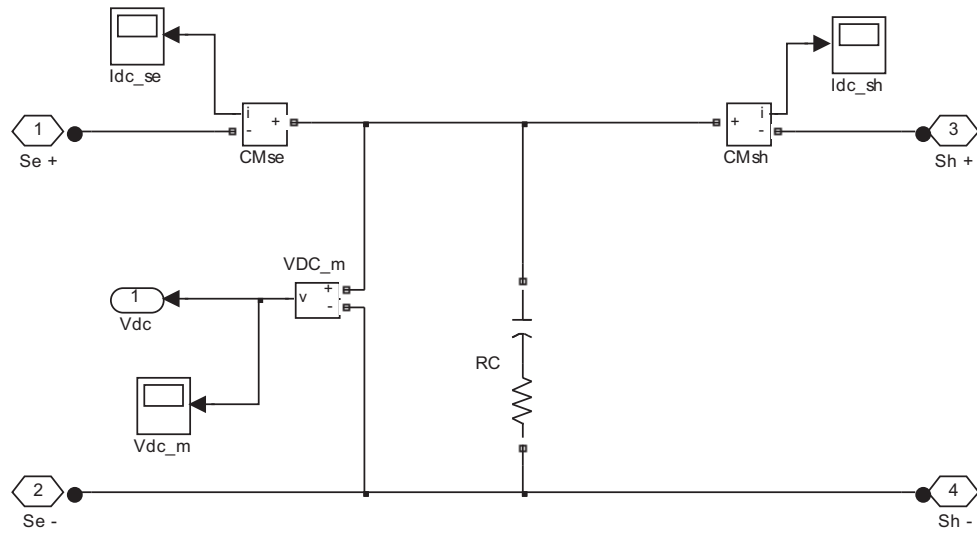 Idc_se
Idc_sh
i
- +
CMse
i
+ -
CMsh
1
Se +
3
Sh +
VDC_m
v + -
1
Vdc
RC
Vdc_m
2
Se -
4
Sh -